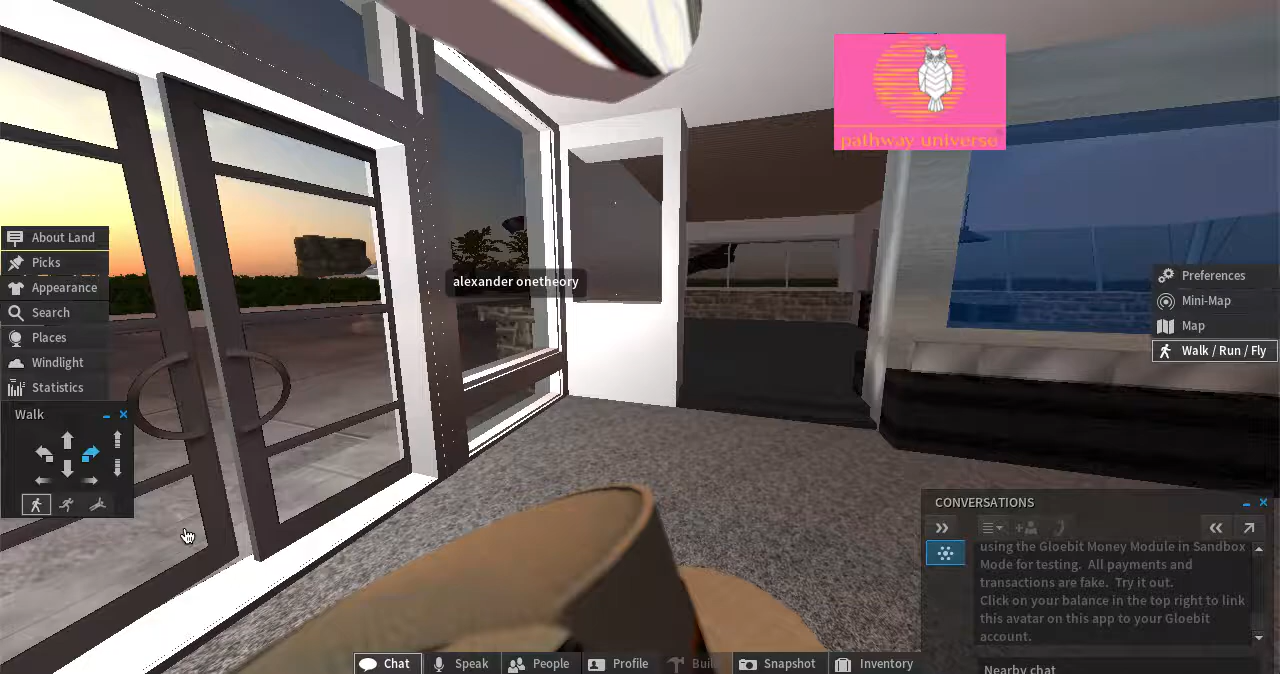 pathway universe
About Land
Picks
Appearance
Search
Places
Windlight
Statistics
alexander onetheory
Preferences
Mini-Map
Map
Walk / Run / Fly
Walk
CONVERSATIONS
using the Gloebit Money Module in Sandbox
Mode for testing. All payments and
transactions are fake. Try it out.
Click on your balance in the top right to link
this avatar on this app to your Gloebit
account.
Nearby chat
Chat
Speak
People
Profile
Build
Snapshot
Inventory